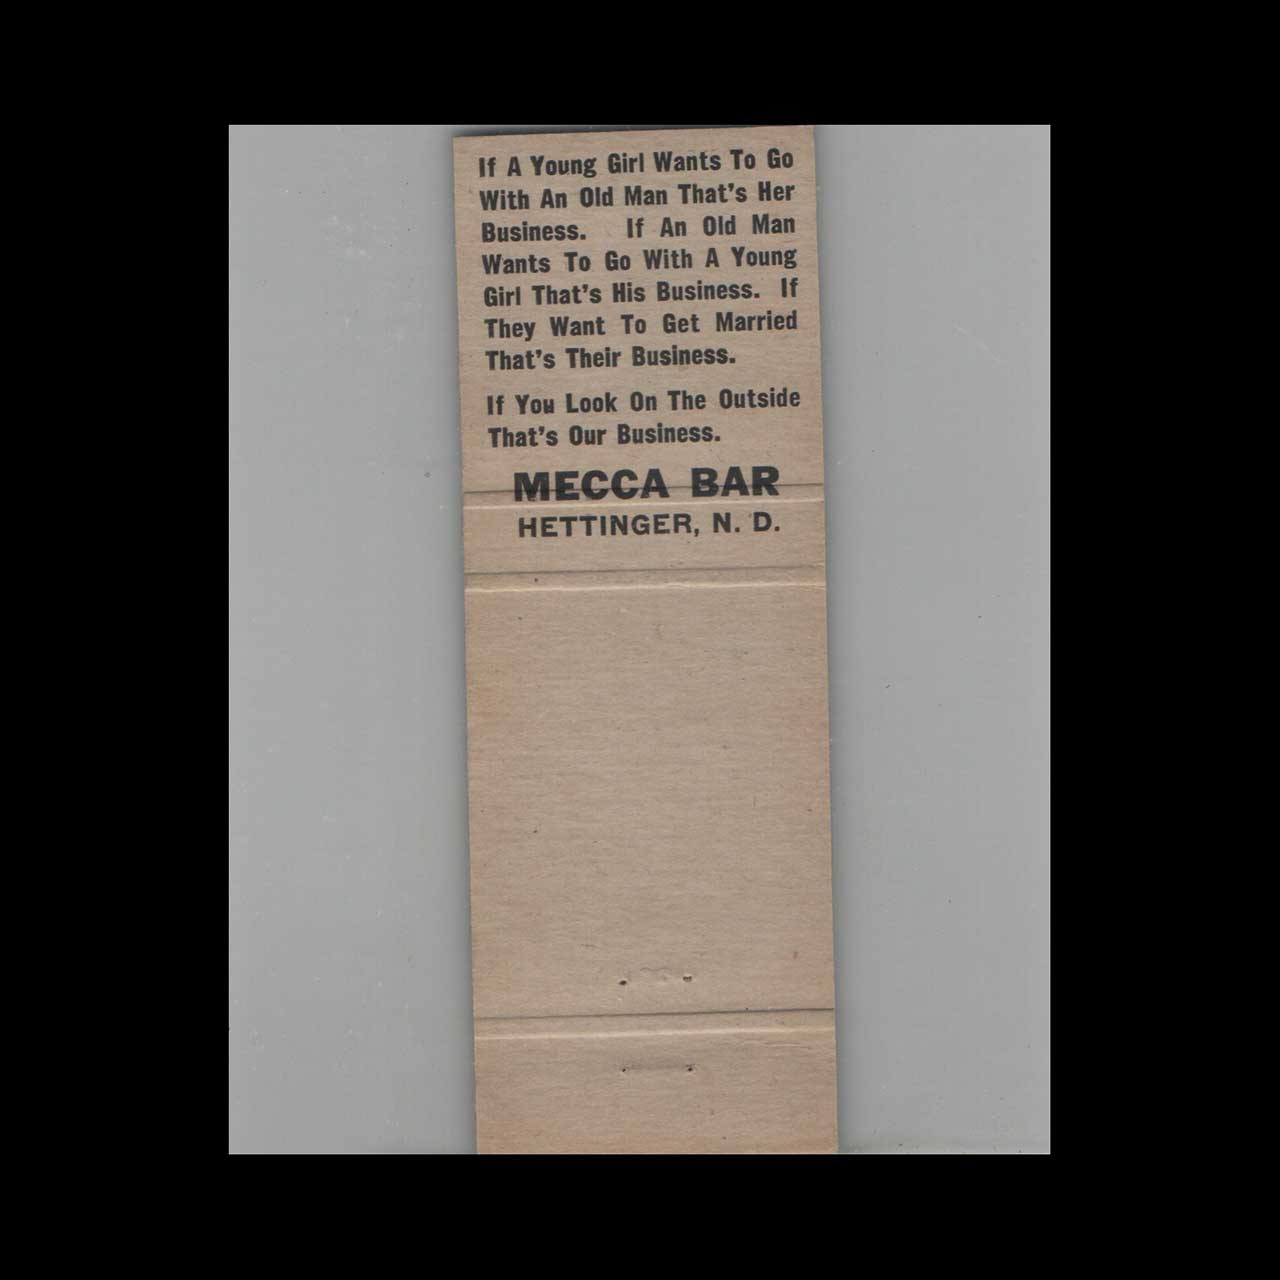 If A Young Girl Wants To Go
With An Old Man That's Her
Business. If An Old Man
Wants To Go With A Young
Girl That's His Business. If
They Want To Get Married
That's Their Business.
If You Look On The Outside
That's Our Business.
MECCA BAR
HETTINGER, N. D.